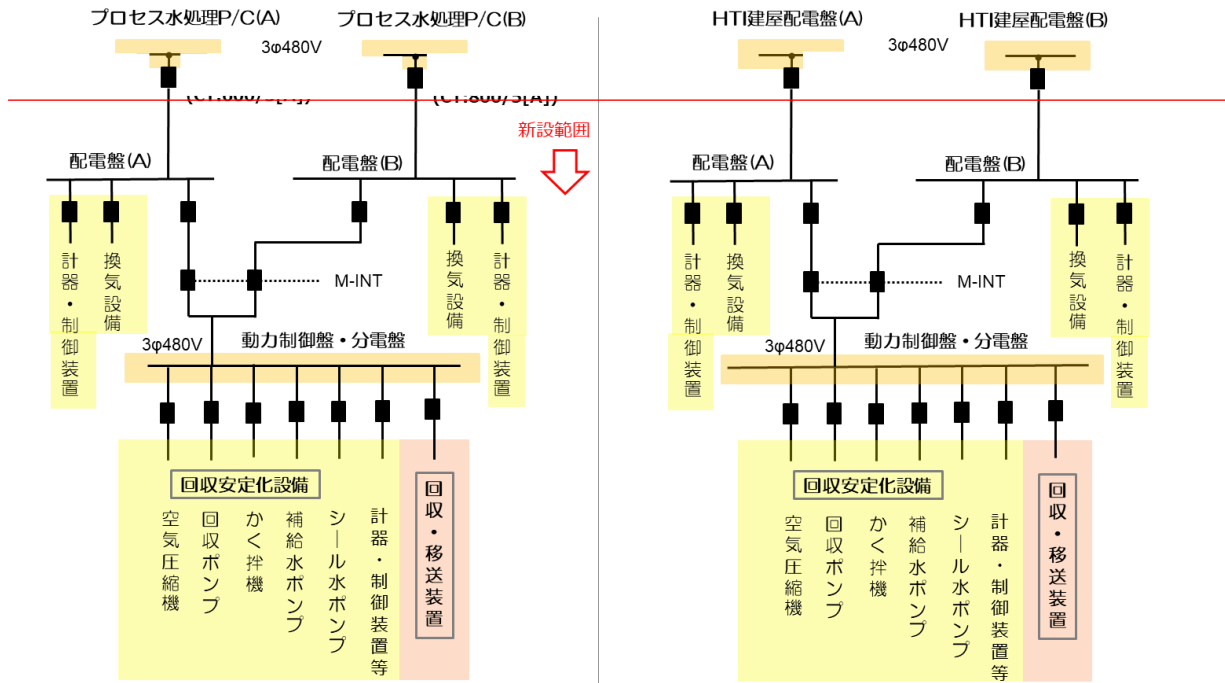 プロセス水処理P/C(A)
プロセス水処理P/C(B)
3φ480V
新設範囲
配電盤(A)
配電盤(B)
計器・制御装置
換気設備
換気設備
計器・制御装置
M-INT
3φ480V
動力制御盤・分電盤
回収安定化設備
空気圧縮機
回収ポンプ
かく拌機
補給水ポンプ
シール水ポンプ
計器・制御装置等
回収・移送装置
HTI建屋配電盤(A)
HTI建屋配電盤(B)
3φ480V
配電盤(A)
配電盤(B)
計器・制御装置
換気設備
換気設備
計器・制御装置
M-INT
3φ480V
動力制御盤・分電盤
回収安定化設備
空気圧縮機
回収ポンプ
かく拌機
補給水ポンプ
シール水ポンプ
計器・制御装置等
回収・移送装置